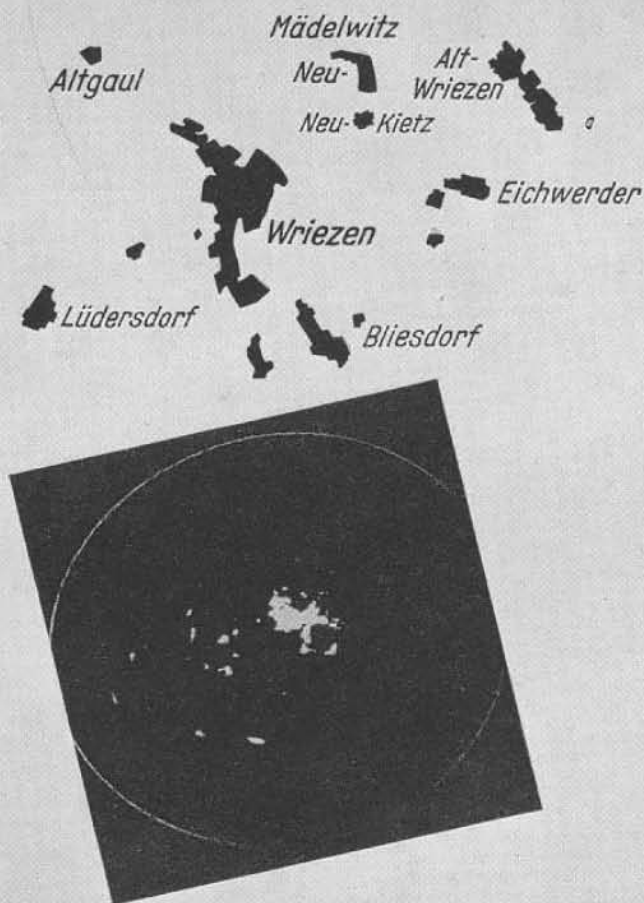 Mädelwitz
Altgaul
Neu-
Alt-
Wriezen
Neu- Kietz
Eichwerder
Wriezen
Lüdersdorf
Bliesdorf